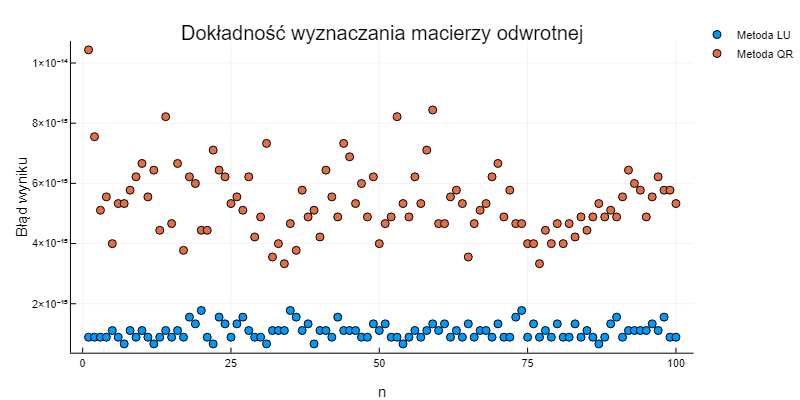 Dokładność wyznaczania macierzy odwrotnej
Metoda LU
Metoda QR
Błąd wyniku
1×10⁻¹⁴
8×10⁻¹⁵
6×10⁻¹⁵
4×10⁻¹⁵
2×10⁻¹⁵
0 25 50 75 100
n